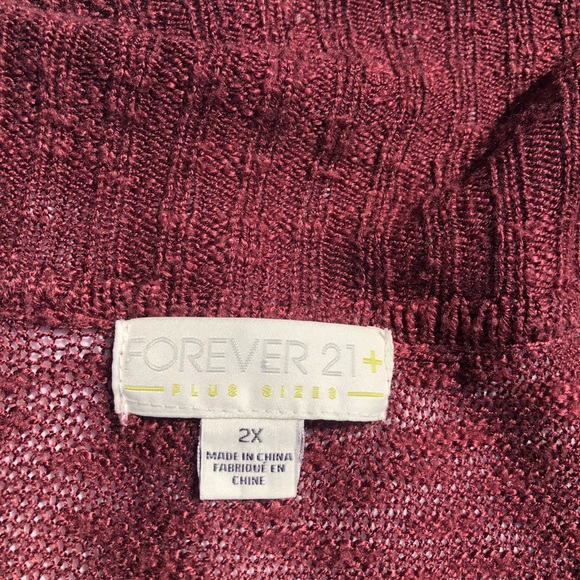 FOREVER 21+
PLUS SIZES
2X
MADE IN CHINA
FABRIQUÉ EN
CHINE